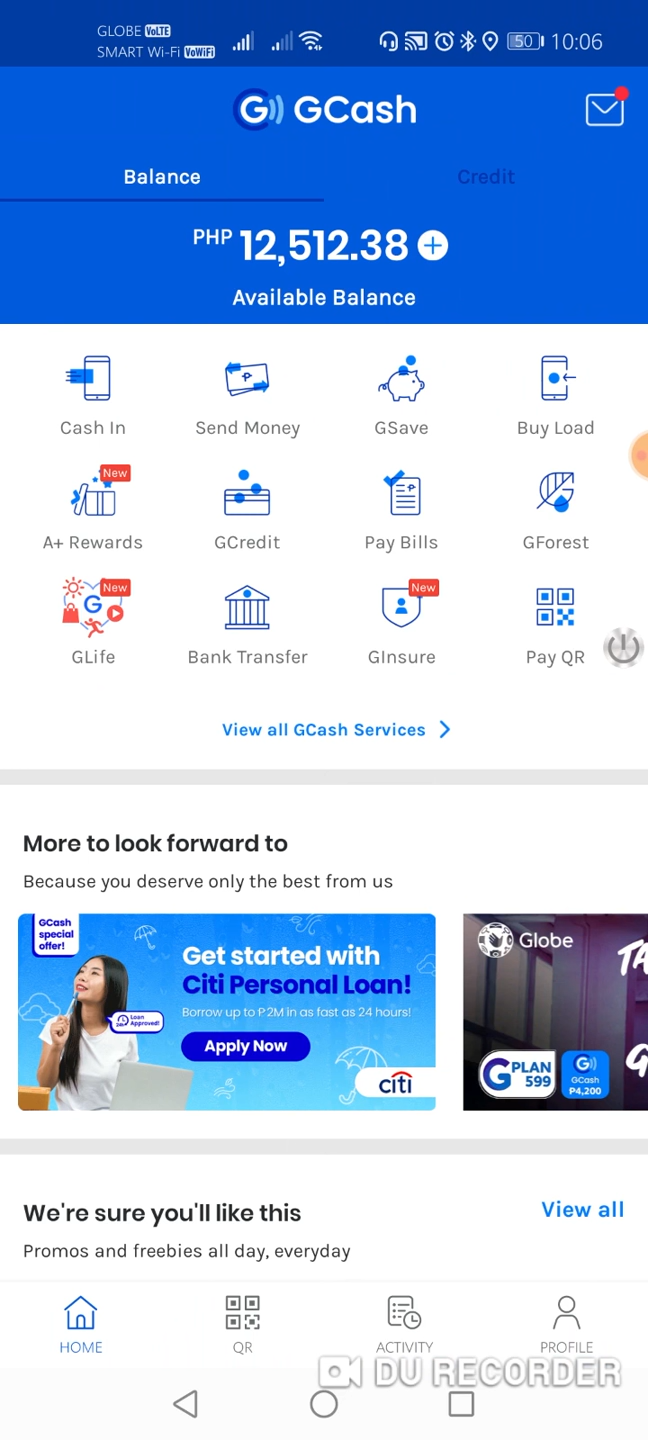 GLOBE VoLTE
SMART Wi-Fi VoWiFi
50 10:06
G GCash
Balance Credit
PHP 12,512.38
Available Balance
Cash In Send Money GSave Buy Load
New
A+ Rewards GCredit Pay Bills GForest
New New
G
GLife Bank Transfer GInsure Pay QR
View all GCash Services
More to look forward to
Because you deserve only the best from us
GCash
special
offer!
Get started with
Citi Personal Loan!
Borrow up to P2M in as fast as 24 hours!
Loan
Approved!
Apply Now
citi
Globe
G PLAN
599
G
GCash
₱4,200
We're sure you'll like this View all
Promos and freebies all day, everyday
HOME QR ACTIVITY PROFILE
DU RECORDER